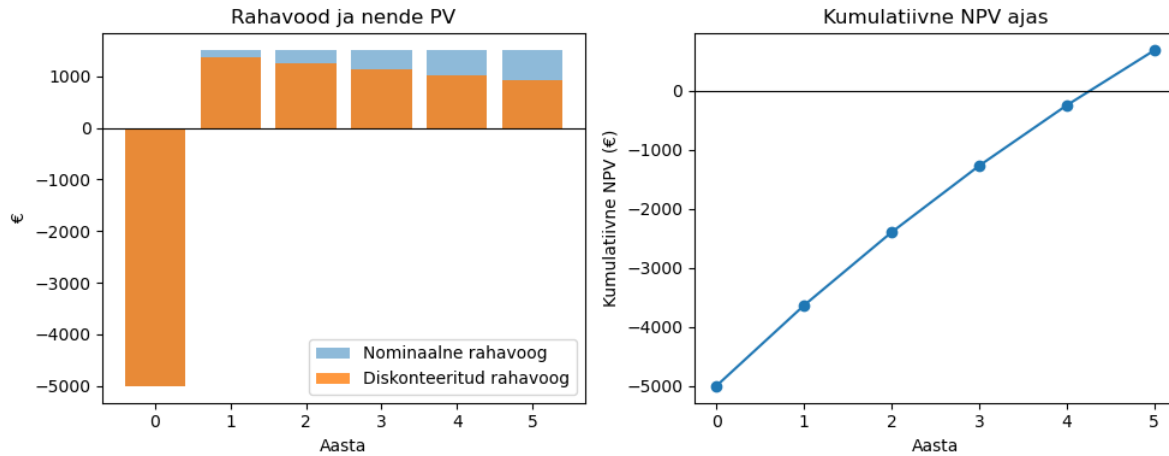 Rahavood ja nende PV
€
1000
0
−1000
−2000
−3000
−4000
−5000
Nominaalne rahavoog
Diskonteeritud rahavoog
0 1 2 3 4 5
Aasta
Kumulatiivne NPV ajas
Kumulatiivne NPV (€)
0
−1000
−2000
−3000
−4000
−5000
0 1 2 3 4 5
Aasta